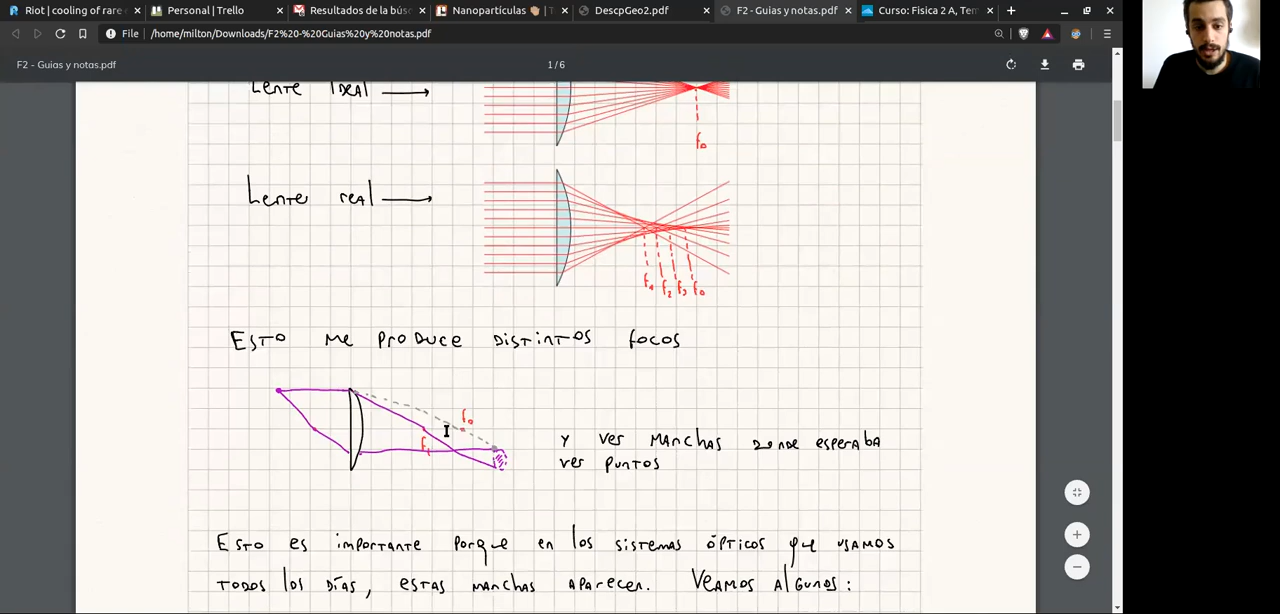 Riot | cooling of rare e
Personal | Trello
Resultados de la bús
Nanopartículas 👋🏼 | T
DescpGeo2.pdf
F2 - Guias y notas.pdf
Curso: Fisica 2 A, Tem
File | /home/milton/Downloads/F2%20-%20Guias%20y%20notas.pdf
F2 - Guias y notas.pdf
1 / 6
Lente Ideal
f₀
Lente real
f₁ f₂ f₃ f₀
Esto me produce distintos focos
f₀
f₁
y ver manchas donde esperaba
ver puntos
Esto es importante porque en los sistemas ópticos que usamos
todos los días, estas manchas aparecen. Veamos algunos: